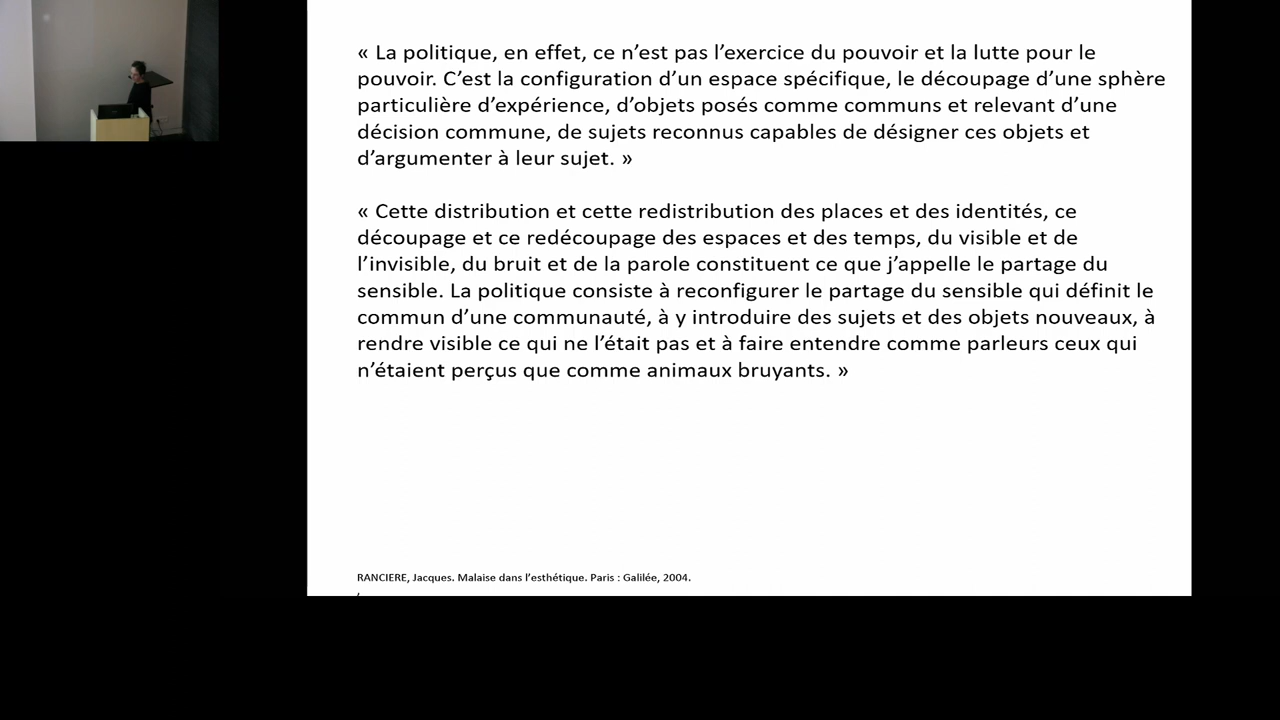 « La politique, en effet, ce n’est pas l’exercice du pouvoir et la lutte pour le
pouvoir. C’est la configuration d’un espace spécifique, le découpage d’une sphère
particulière d’expérience, d’objets posés comme communs et relevant d’une
décision commune, de sujets reconnus capables de désigner ces objets et
d’argumenter à leur sujet. »
« Cette distribution et cette redistribution des places et des identités, ce
découpage et ce redécoupage des espaces et des temps, du visible et de
l’invisible, du bruit et de la parole constituent ce que j’appelle le partage du
sensible. La politique consiste à reconfigurer le partage du sensible qui définit le
commun d’une communauté, à y introduire des sujets et des objets nouveaux, à
rendre visible ce qui ne l’était pas et à faire entendre comme parleurs ceux qui
n’étaient perçus que comme animaux bruyants. »
RANCIERE, Jacques. Malaise dans l’esthétique. Paris : Galilée, 2004.